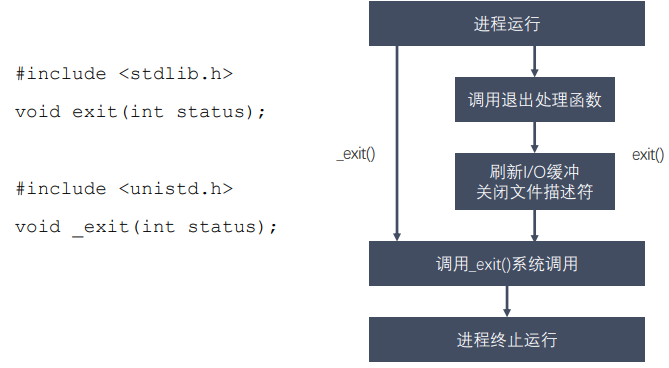 #include <stdlib.h>
void exit(int status);
#include <unistd.h>
void _exit(int status);
进程运行
调用退出处理函数
_exit()
exit()
刷新I/O缓冲
关闭文件描述符
调用_exit()系统调用
进程终止运行